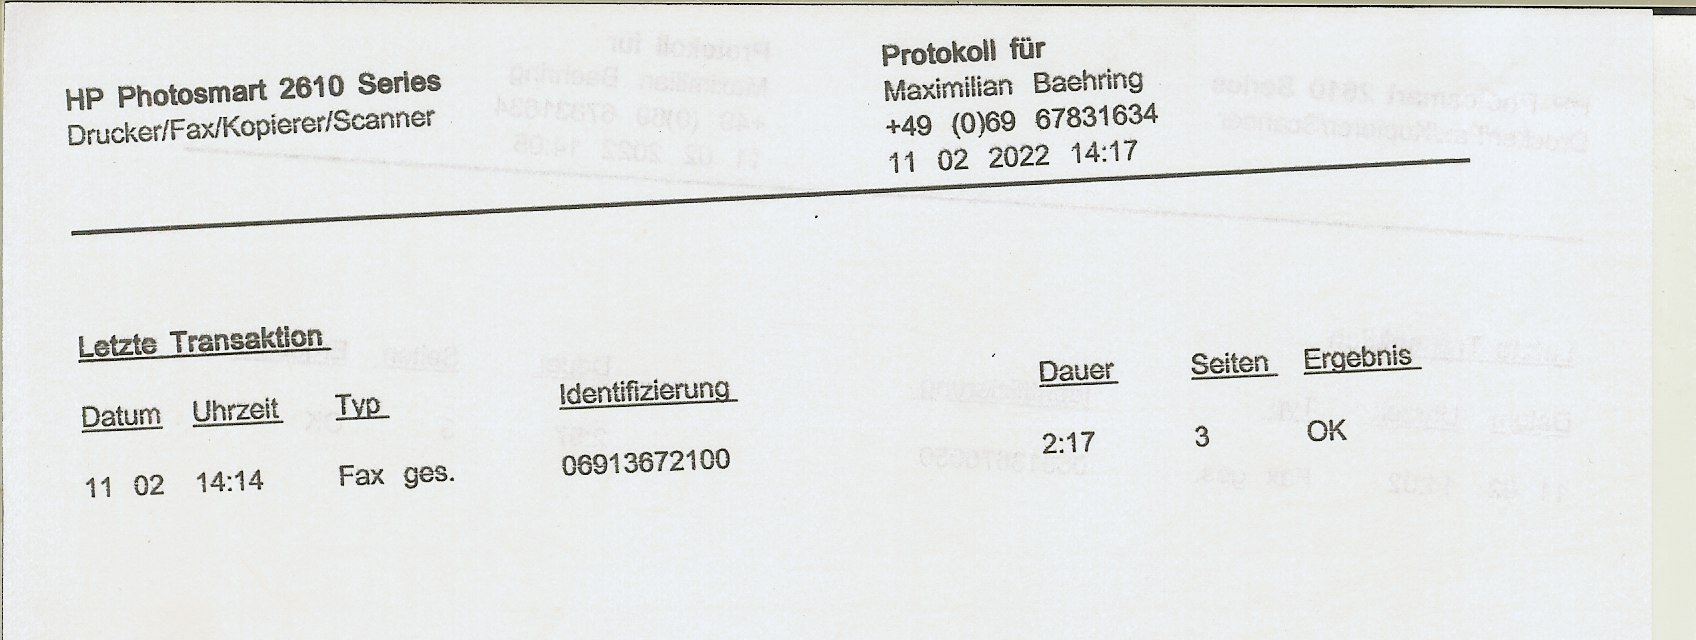 HP Photosmart 2610 Series
Drucker/Fax/Kopierer/Scanner
Protokoll für
Maximilian Baehring
+49 (0)69 67831634
11 02 2022 14:17
Letzte Transaktion
Datum Uhrzeit Typ Identifizierung Dauer Seiten Ergebnis
11 02 14:14 Fax ges. 06913672100 2:17 3 OK